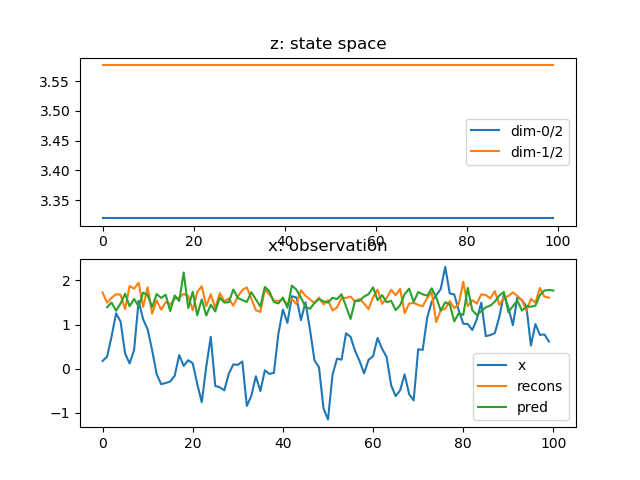 z: state space
3.55
3.50
3.45
3.40
3.35
dim-0/2
dim-1/2
0 20 40 60 80 100
x: observation
2
1
0
−1
x
recons
pred
0 20 40 60 80 100